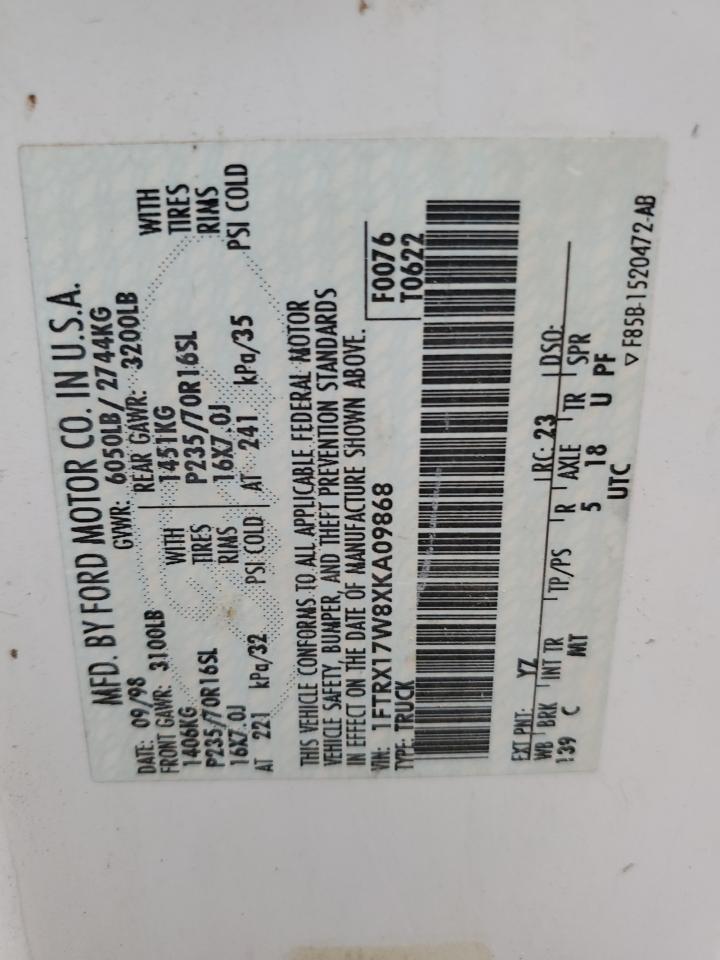 MFD. BY FORD MOTOR CO. IN U.S.A.
DATE: 09/98 GVWR: 6050LB/ 2744KG
FRONT GAWR: 3100LB REAR GAWR: 3200LB
1406KG WITH 1451KG WITH
P235/70R16SL TIRES P235/70R16SL TIRES
16X7.0J RIMS 16X7.0J RIMS
AT 221 kPa/32 PSI COLD AT 241 kPa/35 PSI COLD
THIS VEHICLE CONFORMS TO ALL APPLICABLE FEDERAL MOTOR
VEHICLE SAFETY, BUMPER, AND THEFT PREVENTION STANDARDS
IN EFFECT ON THE DATE OF MANUFACTURE SHOWN ABOVE.
VIN: 1FTRX17W8XKA09868 F0076
TYPE: TRUCK T0622
EXT PNT: YZ RC: 23 DSO:
WB BRK INT TR TP/PS R AXLE TR SPR
139 C MT 5 18 U PF
UTC
▽ F85B-1520472-AB